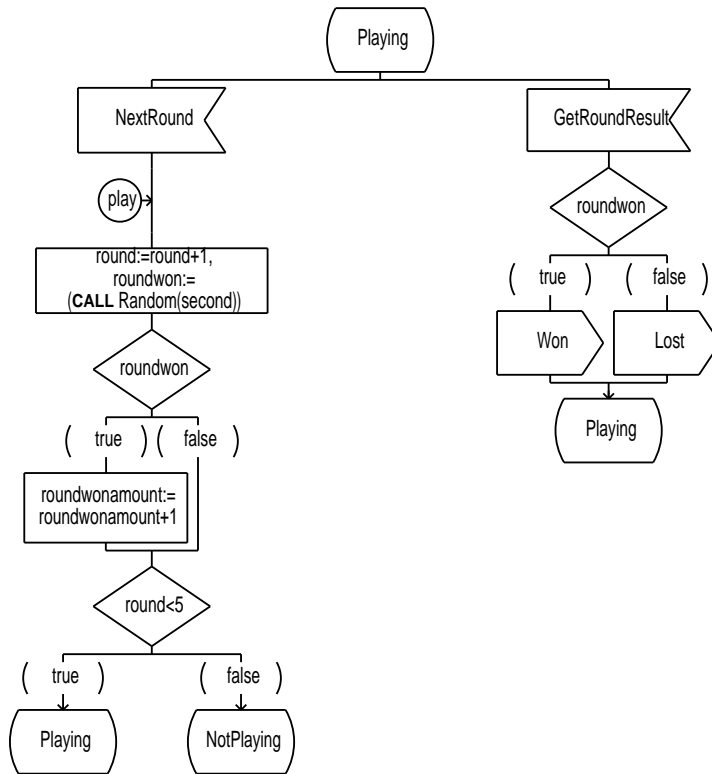 Playing
NextRound
play
round:=round+1,
roundwon:=
(CALL Random(second))
roundwon
( true )
( false )
roundwonamount:=
roundwonamount+1
round<5
( true )
( false )
Playing
NotPlaying
GetRoundResult
roundwon
( true )
( false )
Won
Lost
Playing